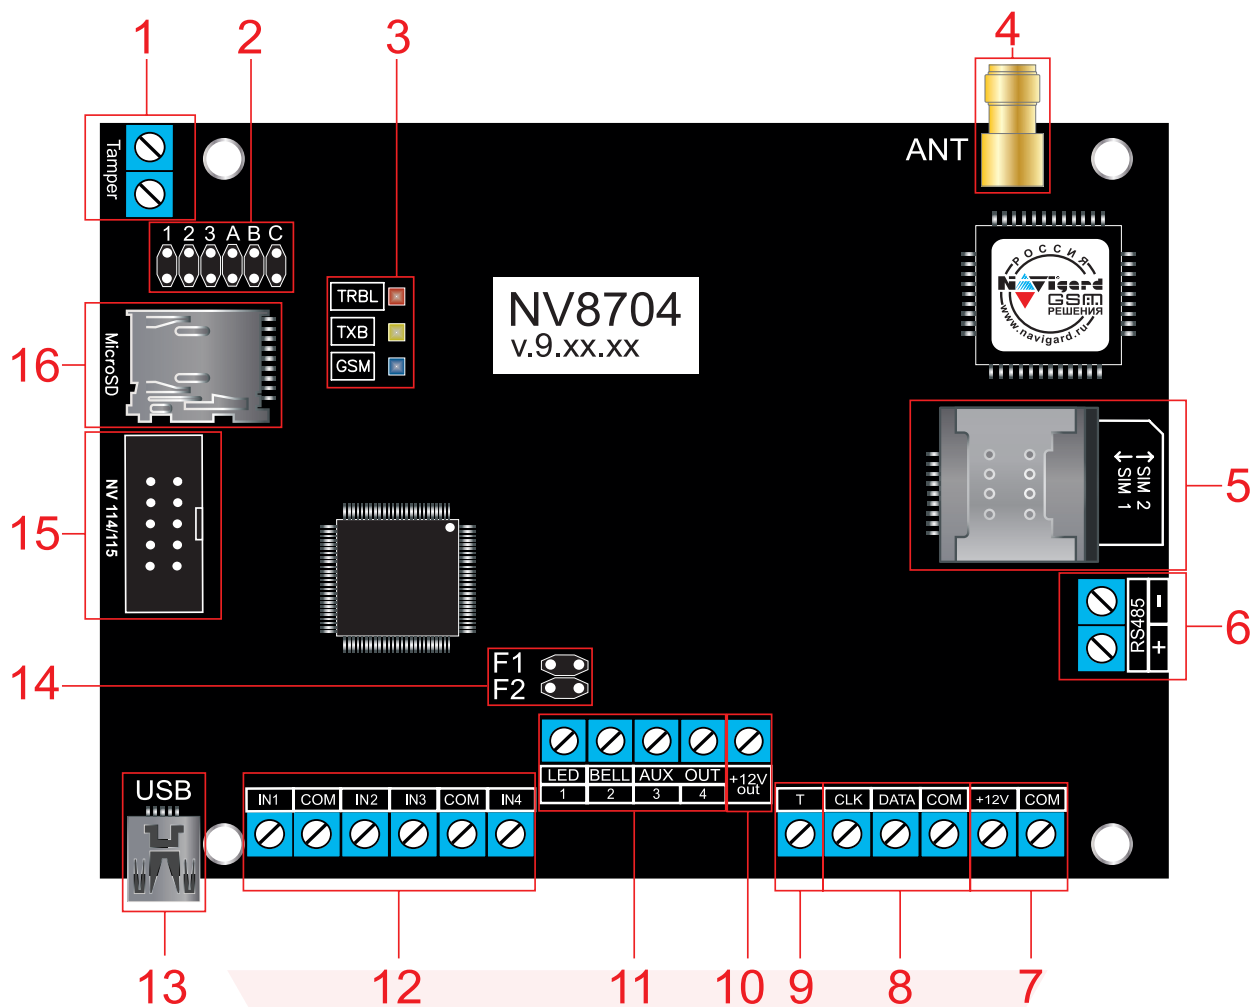 1 2 3 4
ANT
Tamper
1 2 3 A B C
TRBL
TXB
GSM
NV8704
v.9.xx.xx
РОССИЯ
Navigard
GSM
РЕШЕНИЯ
www.navigard.ru
16
MicroSD
5
SIM 2
SIM 1
15
NV 114/115
6
RS485
- +
14
F1
F2
LED BELL AUX OUT +12V
1 2 3 4 out
USB
IN1 COM IN2 IN3 COM IN4
T CLK DATA COM +12V COM
13 12 11 10 9 8 7